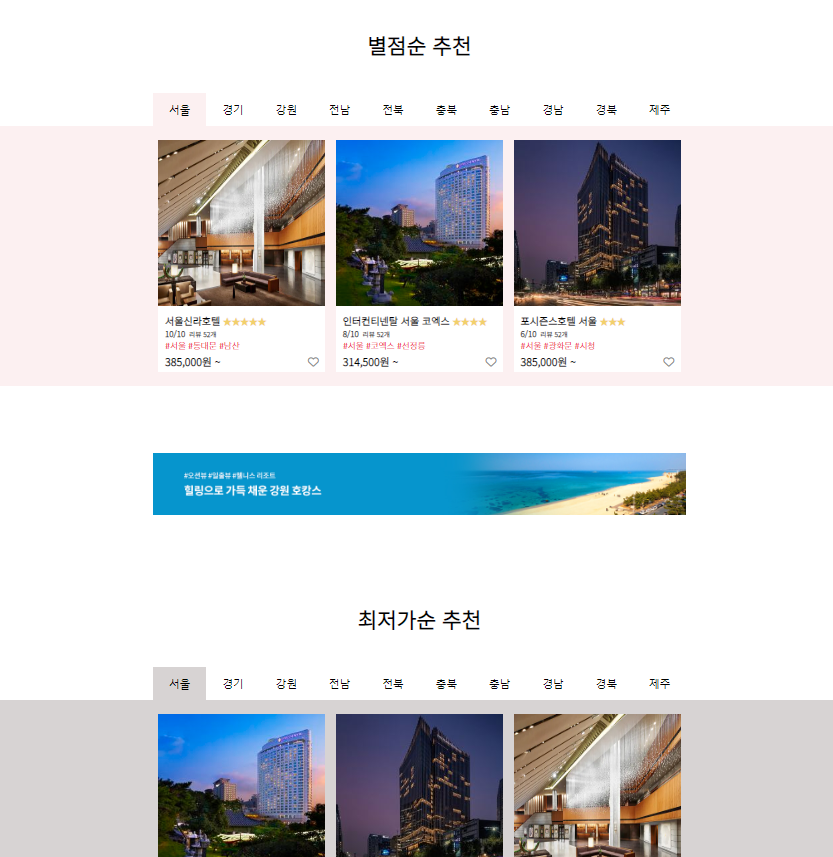 별점순 추천
서울 경기 강원 전남 전북 충북 충남 경남 경북 제주
서울신라호텔 ★★★★★
10/10 리뷰 52개
#서울 #동대문 #남산
385,000원 ~
인터컨티넨탈 서울 코엑스 ★★★★
8/10 리뷰 52개
#서울 #코엑스 #선정릉
314,500원 ~
포시즌스호텔 서울 ★★★
6/10 리뷰 52개
#서울 #광화문 #시청
385,000원 ~
#오션뷰 #일출뷰 #웰니스 리조트
힐링으로 가득 채운 강원 호캉스
최저가순 추천
서울 경기 강원 전남 전북 충북 충남 경남 경북 제주